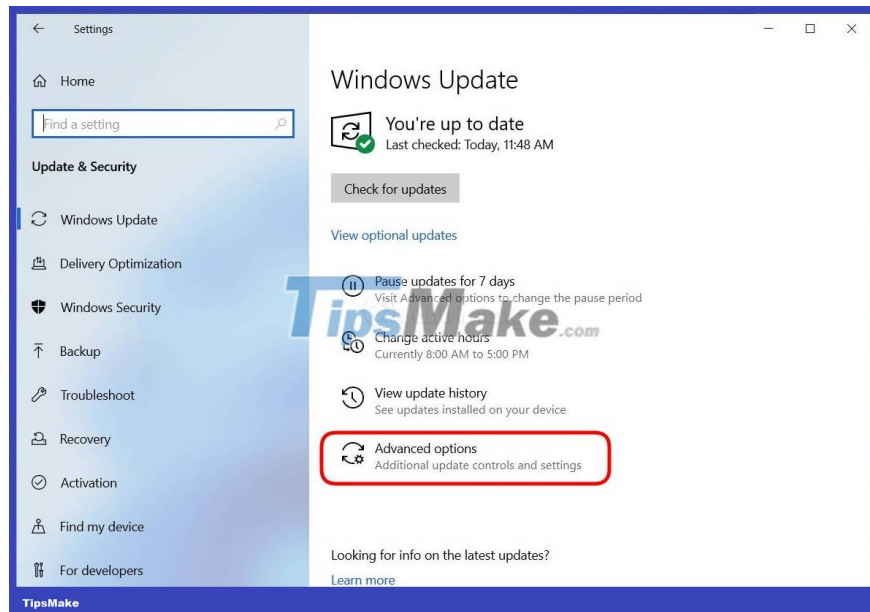 Settings
Home
Find a setting
Update & Security
Windows Update
Delivery Optimization
Windows Security
Backup
Troubleshoot
Recovery
Activation
Find my device
For developers
Windows Update
You're up to date
Last checked: Today, 11:48 AM
Check for updates
View optional updates
Pause updates for 7 days
Visit Advanced options to change the pause period
TipsMake.com
Change active hours
Currently 8:00 AM to 5:00 PM
View update history
See updates installed on your device
Advanced options
Additional update controls and settings
Looking for info on the latest updates?
Learn more
TipsMake